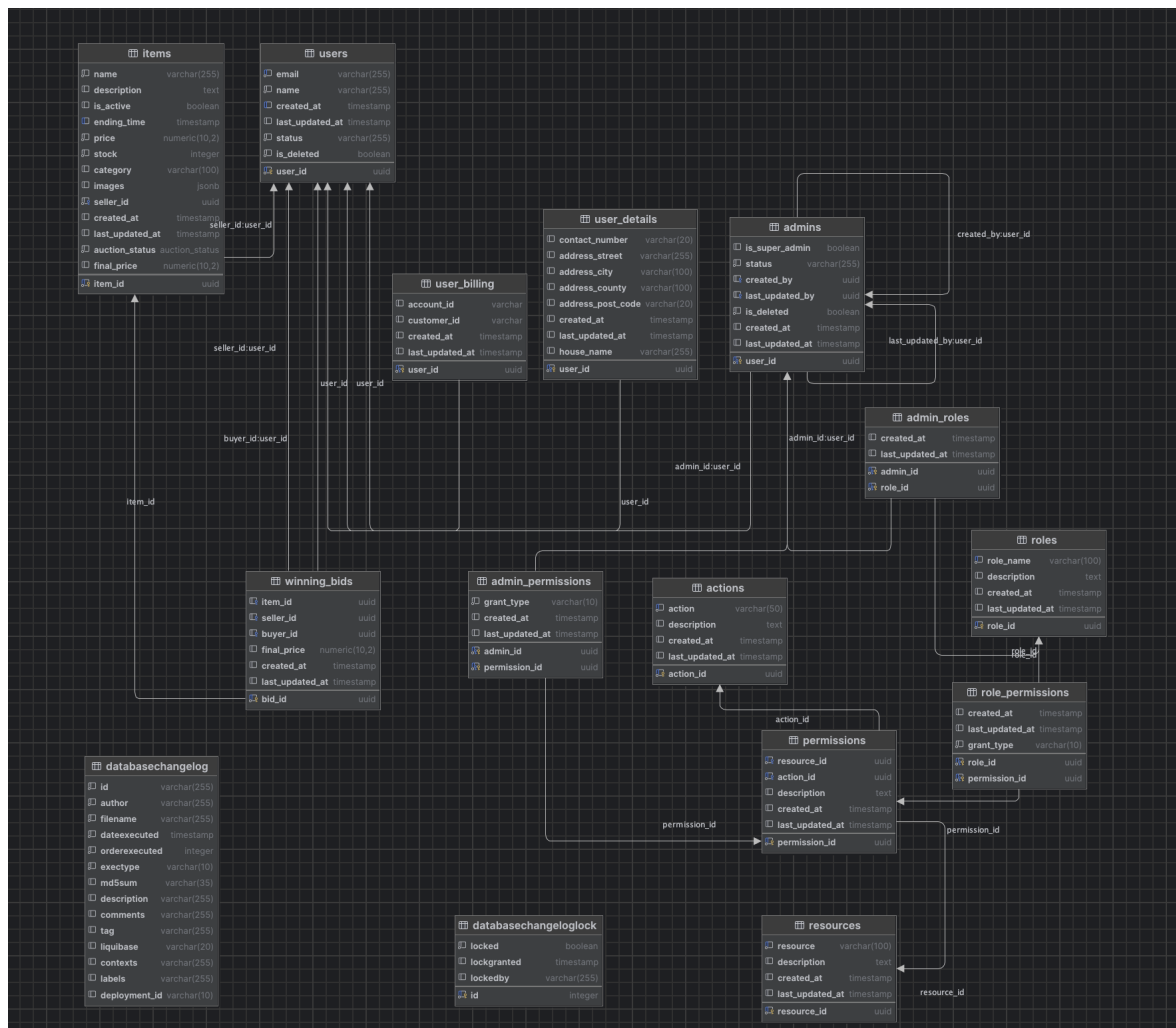 items
name varchar(255)
description text
is_active boolean
ending_time timestamp
price numeric(10,2)
stock integer
category varchar(100)
images jsonb
seller_id uuid
created_at timestamp
last_updated_at timestamp
auction_status auction_status
final_price numeric(10,2)
item_id uuid
users
email varchar(255)
name varchar(255)
created_at timestamp
last_updated_at timestamp
status varchar(255)
is_deleted boolean
user_id uuid
seller_id:user_id
user_details
contact_number varchar(20)
address_street varchar(255)
address_city varchar(100)
address_county varchar(100)
address_post_code varchar(20)
created_at timestamp
last_updated_at timestamp
house_name varchar(255)
user_id uuid
admins
is_super_admin boolean
status varchar(255)
created_by uuid
last_updated_by uuid
is_deleted boolean
created_at timestamp
last_updated_at timestamp
user_id uuid
created_by:user_id
last_updated_by:user_id
user_billing
account_id varchar
customer_id varchar
created_at timestamp
last_updated_at timestamp
user_id uuid
seller_id:user_id
user_id
user_id
buyer_id:user_id
admin_id:user_id
admin_id:user_id
item_id
user_id
admin_roles
created_at timestamp
last_updated_at timestamp
admin_id uuid
role_id uuid
roles
role_name varchar(100)
description text
created_at timestamp
last_updated_at timestamp
role_id uuid
winning_bids
item_id uuid
seller_id uuid
buyer_id uuid
final_price numeric(10,2)
created_at timestamp
last_updated_at timestamp
bid_id uuid
admin_permissions
grant_type varchar(10)
created_at timestamp
last_updated_at timestamp
admin_id uuid
permission_id uuid
actions
action varchar(50)
description text
created_at timestamp
last_updated_at timestamp
action_id uuid
role_id
role_id
role_permissions
created_at timestamp
last_updated_at timestamp
grant_type varchar(10)
role_id uuid
permission_id uuid
action_id
permissions
resource_id uuid
action_id uuid
description text
created_at timestamp
last_updated_at timestamp
permission_id uuid
permission_id
permission_id
databasechangelog
id varchar(255)
author varchar(255)
filename varchar(255)
dateexecuted timestamp
orderexecuted integer
exectype varchar(10)
md5sum varchar(35)
description varchar(255)
comments varchar(255)
tag varchar(255)
liquibase varchar(20)
contexts varchar(255)
labels varchar(255)
deployment_id varchar(10)
databasechangeloglock
locked boolean
lockgranted timestamp
lockedby varchar(255)
id integer
resources
resource varchar(100)
description text
created_at timestamp
last_updated_at timestamp
resource_id uuid
resource_id